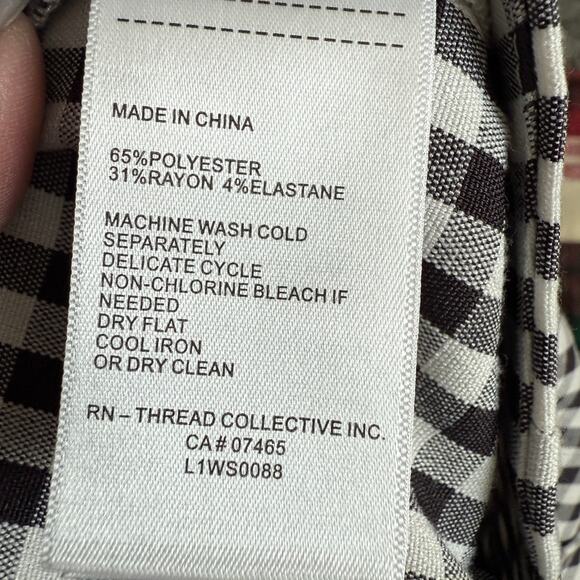 MADE IN CHINA
65%POLYESTER
31%RAYON 4%ELASTANE
MACHINE WASH COLD
SEPARATELY
DELICATE CYCLE
NON-CHLORINE BLEACH IF
NEEDED
DRY FLAT
COOL IRON
OR DRY CLEAN
RN – THREAD COLLECTIVE INC.
CA# 07465
L1WS0088